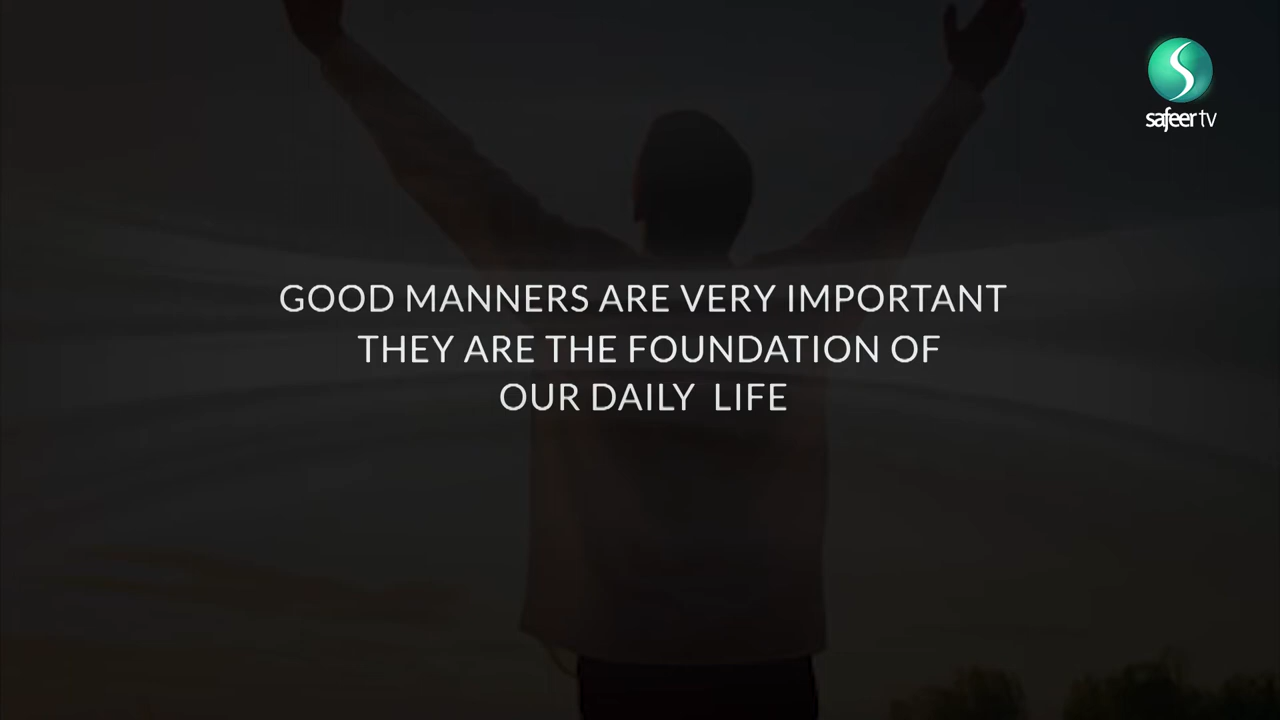 safeer tv
GOOD MANNERS ARE VERY IMPORTANT
THEY ARE THE FOUNDATION OF
OUR DAILY LIFE